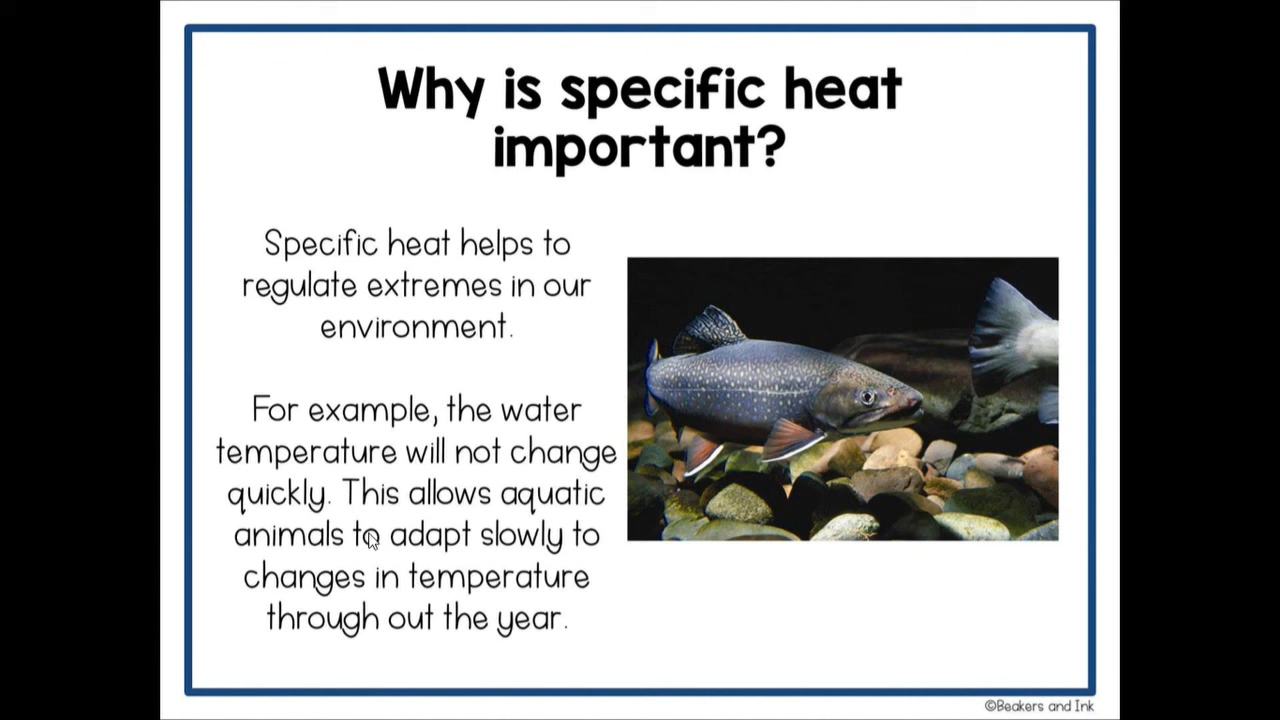 Why is specific heat
important?
Specific heat helps to
regulate extremes in our
environment.
For example, the water
temperature will not change
quickly. This allows aquatic
animals to adapt slowly to
changes in temperature
through out the year.
©Beakers and Ink